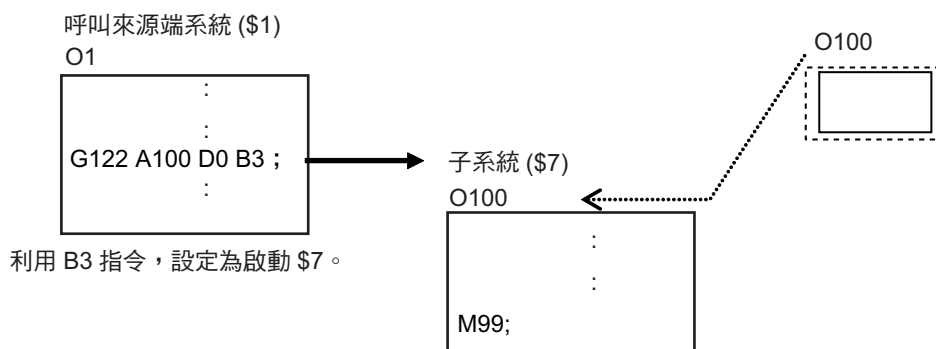 呼叫來源端系統 ($1)
O1
:
:
G122 A100 D0 B3；
:
利用 B3 指令，設定為啟動 $7。
O100
子系統 ($7)
O100
:
:
M99;